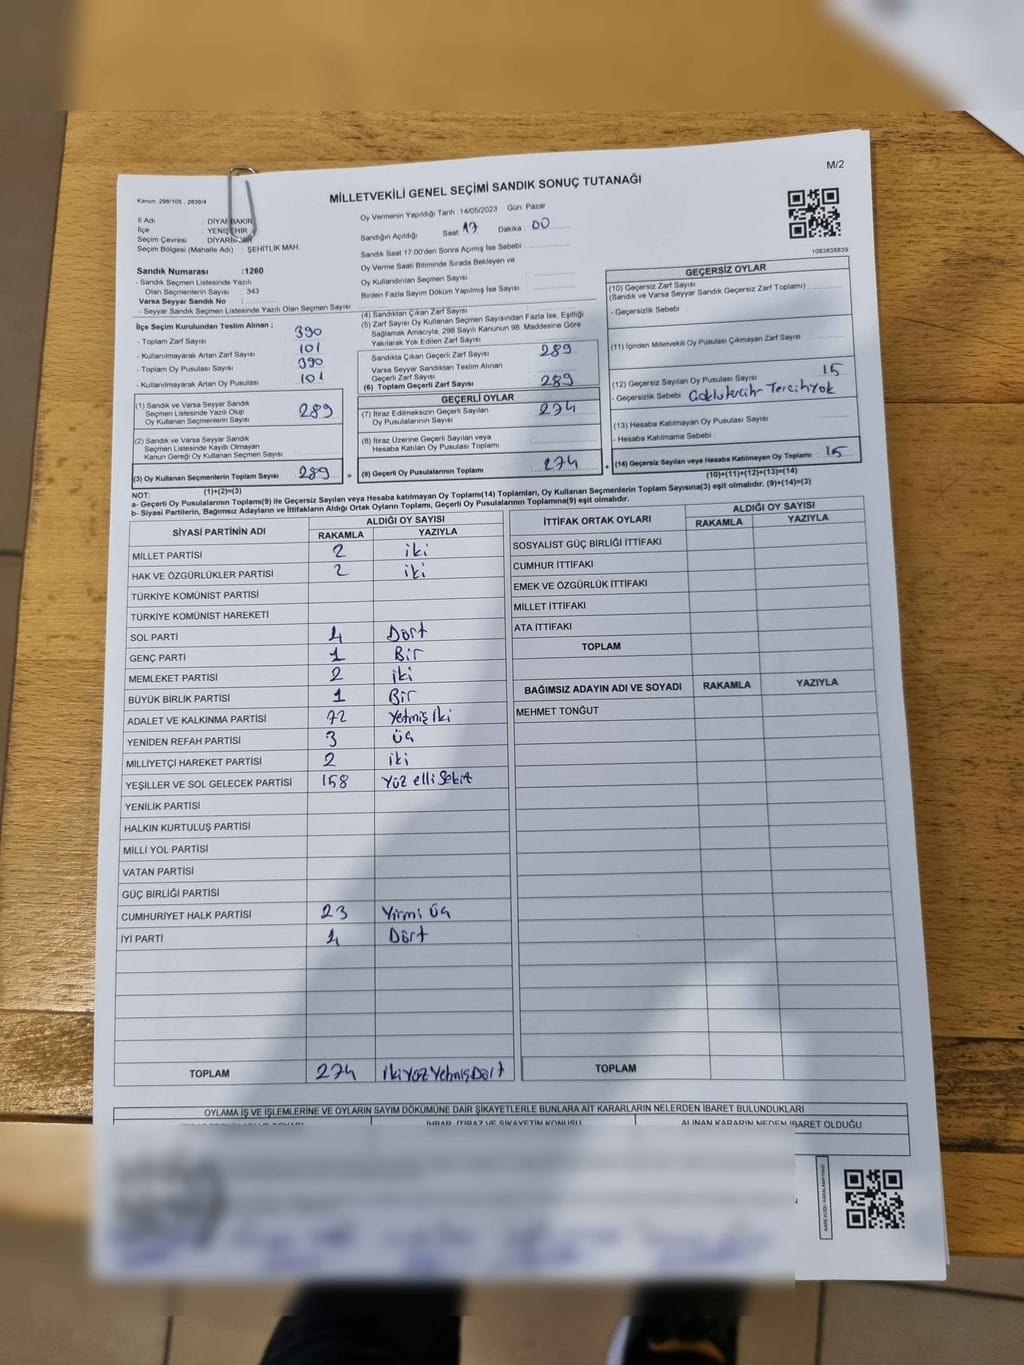 M/2
MİLLETVEKİLİ GENEL SEÇİMİ SANDIK SONUÇ TUTANAĞI
Kanun, 298/105 , 2839/4
İl Adı : DİYARBAKIR
İlçe : YENİŞEHİR
Seçim Çevresi : DİYARBAKIR
Seçim Bölgesi (Mahalle Adı) : ŞEHİTLİK MAH.
Sandık Numarası :1260
- Sandık Seçmen Listesinde Yazılı
Olan Seçmenlerin Sayısı 343
Varsa Seyyar Sandık No :
- Seyyar Sandık Seçmen Listesinde Yazılı Olan Seçmen Sayısı
İlçe Seçim Kurulundan Teslim Alınan ;
- Toplam Zarf Sayısı 390
- Kullanılmayarak Artan Zarf Sayısı 101
- Toplam Oy Pusulası Sayısı 390
- Kullanılmayarak Artan Oy Pusulası 101
(1) Sandık ve Varsa Seyyar Sandık
Seçmen Listesinde Yazılı Olup
Oy Kullanan Seçmenlerin Sayısı 289
(2) Sandık ve Varsa Seyyar Sandık
Seçmen Listesinde Kayıtlı Olmayan
Kanun Gereği Oy Kullanan Seçmen Sayısı :
(3) Oy Kullanan Seçmenlerin Toplam Sayısı 289 =
(1)+(2)=(3)
Oy Vermenin Yapıldığı Tarih :14/05/2023 Gün: Pazar
Sandığın Açıldığı Saat 17 Dakika : 00
Sandık Saat 17:00'den Sonra Açımış İse Sebebi :
Oy Verme Saati Bitiminde Sırada Bekleyen ve
Oy Kullandırılan Seçmen Sayısı
Birden Fazla Sayım Döküm Yapılmış İse Sayısı :
(4) Sandıktan Çıkan Zarf Sayısı
(5) Zarf Sayısı Oy Kullanan Seçmen Sayısından Fazla İse, Eşitliği
Sağlamak Amacıyla, 298 Sayılı Kanunun 98. Maddesine Göre
Yakılarak Yok Edilen Zarf Sayısı
Sandıkta Çıkan Geçerli Zarf Sayısı 289
Varsa Seyyar Sandıktan Teslim Alınan
Geçerli Zarf Sayısı
(6) Toplam Geçerli Zarf Sayısı 289
GEÇERLİ OYLAR
(7) İtiraz Edilmeksizin Geçerli Sayılan
Oy Pusulalarının Sayısı 274
(8) İtiraz Üzerine Geçerli Sayılan veya
Hesaba Katılan Oy Pusulası Toplamı
(9) Geçerli Oy Pusulalarının Toplamı 274 +
1083838839
GEÇERSİZ OYLAR
(10) Geçersiz Zarf Sayısı
(Sandık ve Varsa Seyyar Sandık Geçersiz Zarf Toplamı) :
- Geçersizlik Sebebi :
(11) İçinden Milletvekili Oy Pusulası Çıkmayan Zarf Sayısı
(12) Geçersiz Sayılan Oy Pusulası Sayısı 15
- Geçersizlik Sebebi Çoklutercih-Tercihyok
(13) Hesaba Katılmayan Oy Pusulası Sayısı
- Hesaba Katılmama Sebebi :
(14) Geçersiz Sayılan veya Hesaba Katılmayan Oy Toplamı : 15
(10)+(11)+(12)+(13)=(14)
NOT:
a- Geçerli Oy Pusulalarının Toplamı(9) ile Geçersiz Sayılan veya Hesaba katılmayan Oy Toplamı(14) Toplamları, Oy Kullanan Seçmenlerin Toplam Sayısına(3) eşit olmalıdır. (9)+(14)=(3)
b- Siyasi Partilerin, Bağımsız Adayların ve İttifakların Aldığı Ortak Oyların Toplamı, Geçerli Oy Pusulalarının Toplamına(9) eşit olmalıdır.
SİYASİ PARTİNİN ADI ALDIĞI OY SAYISI
RAKAMLA YAZIYLA
MİLLET PARTİSİ 2 iki
HAK VE ÖZGÜRLÜKLER PARTİSİ 2 iki
TÜRKİYE KOMÜNİST PARTİSİ
TÜRKİYE KOMÜNİST HAREKETİ
SOL PARTİ 4 Dört
GENÇ PARTİ 1 Bir
MEMLEKET PARTİSİ 2 iki
BÜYÜK BİRLİK PARTİSİ 1 Bir
ADALET VE KALKINMA PARTİSİ 72 Yetmiş iki
YENİDEN REFAH PARTİSİ 3 üç
MİLLİYETÇİ HAREKET PARTİSİ 2 iki
YEŞİLLER VE SOL GELECEK PARTİSİ 158 Yüz elli Sekiz
YENİLİK PARTİSİ
HALKIN KURTULUŞ PARTİSİ
MİLLİ YOL PARTİSİ
VATAN PARTİSİ
GÜÇ BİRLİĞİ PARTİSİ
CUMHURİYET HALK PARTİSİ 23 Yirmi üç
İYİ PARTİ 4 Dört
TOPLAM 274 ikiYüzYetmişDört
İTTİFAK ORTAK OYLARI ALDIĞI OY SAYISI
RAKAMLA YAZIYLA
SOSYALİST GÜÇ BİRLİĞİ İTTİFAKI
CUMHUR İTTİFAKI
EMEK VE ÖZGÜRLÜK İTTİFAKI
MİLLET İTTİFAKI
ATA İTTİFAKI
TOPLAM
BAĞIMSIZ ADAYIN ADI VE SOYADI RAKAMLA YAZIYLA
MEHMET TONĞUT
TOPLAM
OYLAMA İŞ VE İŞLEMLERİNE VE OYLARIN SAYIM DÖKÜMÜNE DAİR ŞİKAYETLERLE BUNLARA AİT KARARLARIN NELERDEN İBARET BULUNDUKLARI
İHBAR, İTİRAZ VE ŞİKAYETİN KONUSU ALINAN KARARIN NEDEN İBARET OLDUĞU